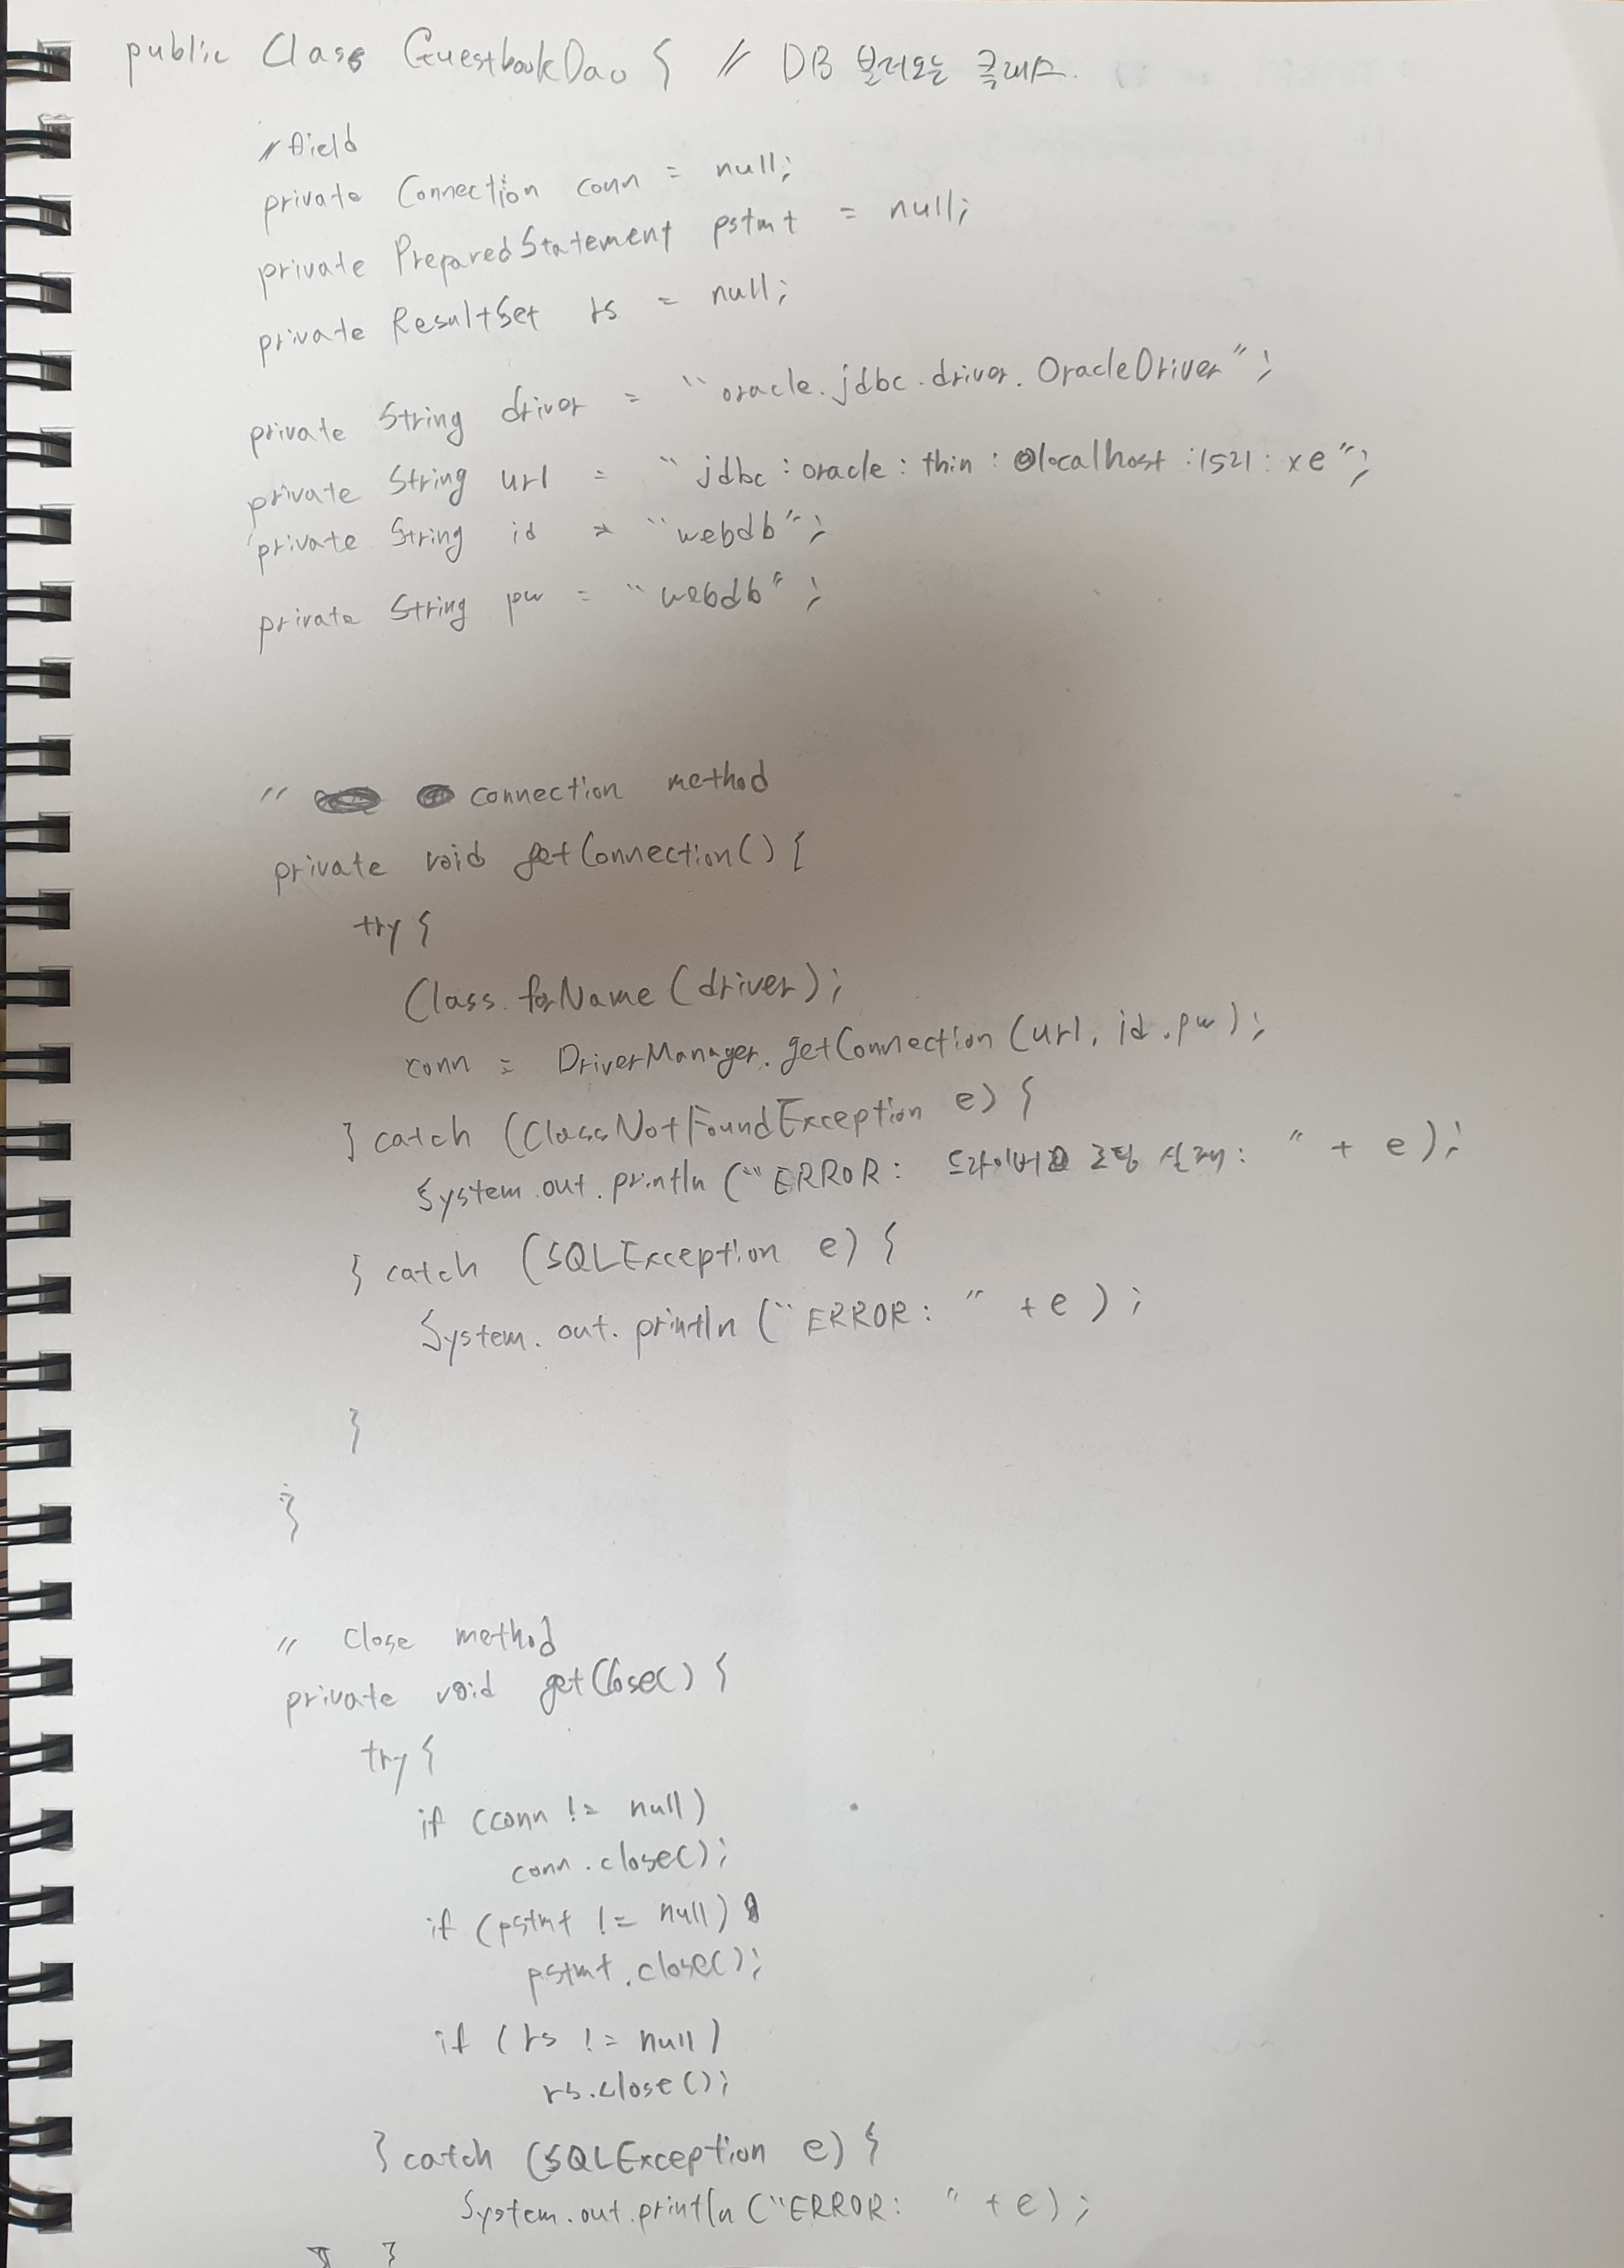 public Class GuestbookDao { // DB 불러오는 클래스.
// field
private Connection conn = null;
private PreparedStatement pstmt = null;
private ResultSet rs = null;
private String driver = "oracle.jdbc.driver.OracleDriver";
private String url = "jdbc:oracle:thin:@localhost:1521:xe";
private String id = "webdb";
private String pw = "webdb";
// connection method
private void getConnection() {
try {
Class.forName(driver);
conn = DriverManager.getConnection(url, id, pw);
} catch (ClassNotFoundException e) {
System.out.println("ERROR: 드라이버 로딩 실패: " + e);
} catch (SQLException e) {
System.out.println("ERROR: " + e);
}
}
// Close method
private void getClose() {
try {
if (conn != null)
conn.close();
if (pstmt != null)
pstmt.close();
if (rs != null)
rs.close();
} catch (SQLException e) {
System.out.println("ERROR: " + e);
} }